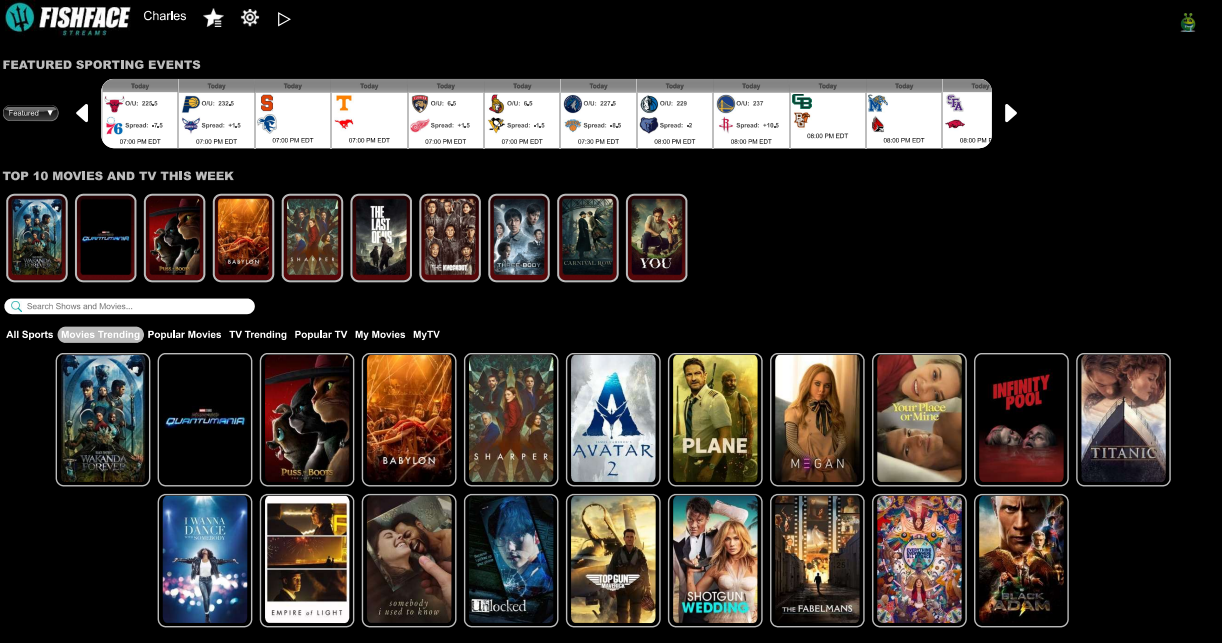 FISHFACE
STREAMS
Charles
FEATURED SPORTING EVENTS
Featured ▼
Today Today Today Today Today Today Today Today Today Today Today Today
O/U: 225.5 O/U: 232.5 O/U: 6.5 O/U: 6.5 O/U: 227.5 O/U: 229 O/U: 237
Spread: -7.5 Spread: +1.5 Spread: +1.5 Spread: -1.5 Spread: -8.5 Spread: -2 Spread: +10.5
07:00 PM EDT 07:00 PM EDT 07:00 PM EDT 07:00 PM EDT 07:00 PM EDT 07:00 PM EDT 07:30 PM EDT 08:00 PM EDT 08:00 PM EDT 08:00 PM EDT 08:00 PM EDT 08:00 PM
TOP 10 MOVIES AND TV THIS WEEK
WAKANDA FOREVER
QUANTUMANIA
PUSS IN BOOTS
BABYLON
SHARPER
THE LAST OF US
THE
THREE-BODY
CARNIVAL ROW
YOU
Search Shows and Movies...
All Sports Movies Trending Popular Movies TV Trending Popular TV My Movies MyTV
WAKANDA FOREVER
QUANTUMANIA
PUSS IN BOOTS
BABYLON
SHARPER
AVATAR
2
PLANE
M3GAN
Your Place
or Mine
INFINITY
POOL
TITANIC
I WANNA
DANCE
WITH SOMEBODY
EMPIRE of LIGHT
somebody
i used to know
Unlocked
TOP GUN
MAVERICK
SHOTGUN
WEDDING
THE FABELMANS
EVERYTHING
EVERYWHERE
ALL AT ONCE
BLACK
ADAM